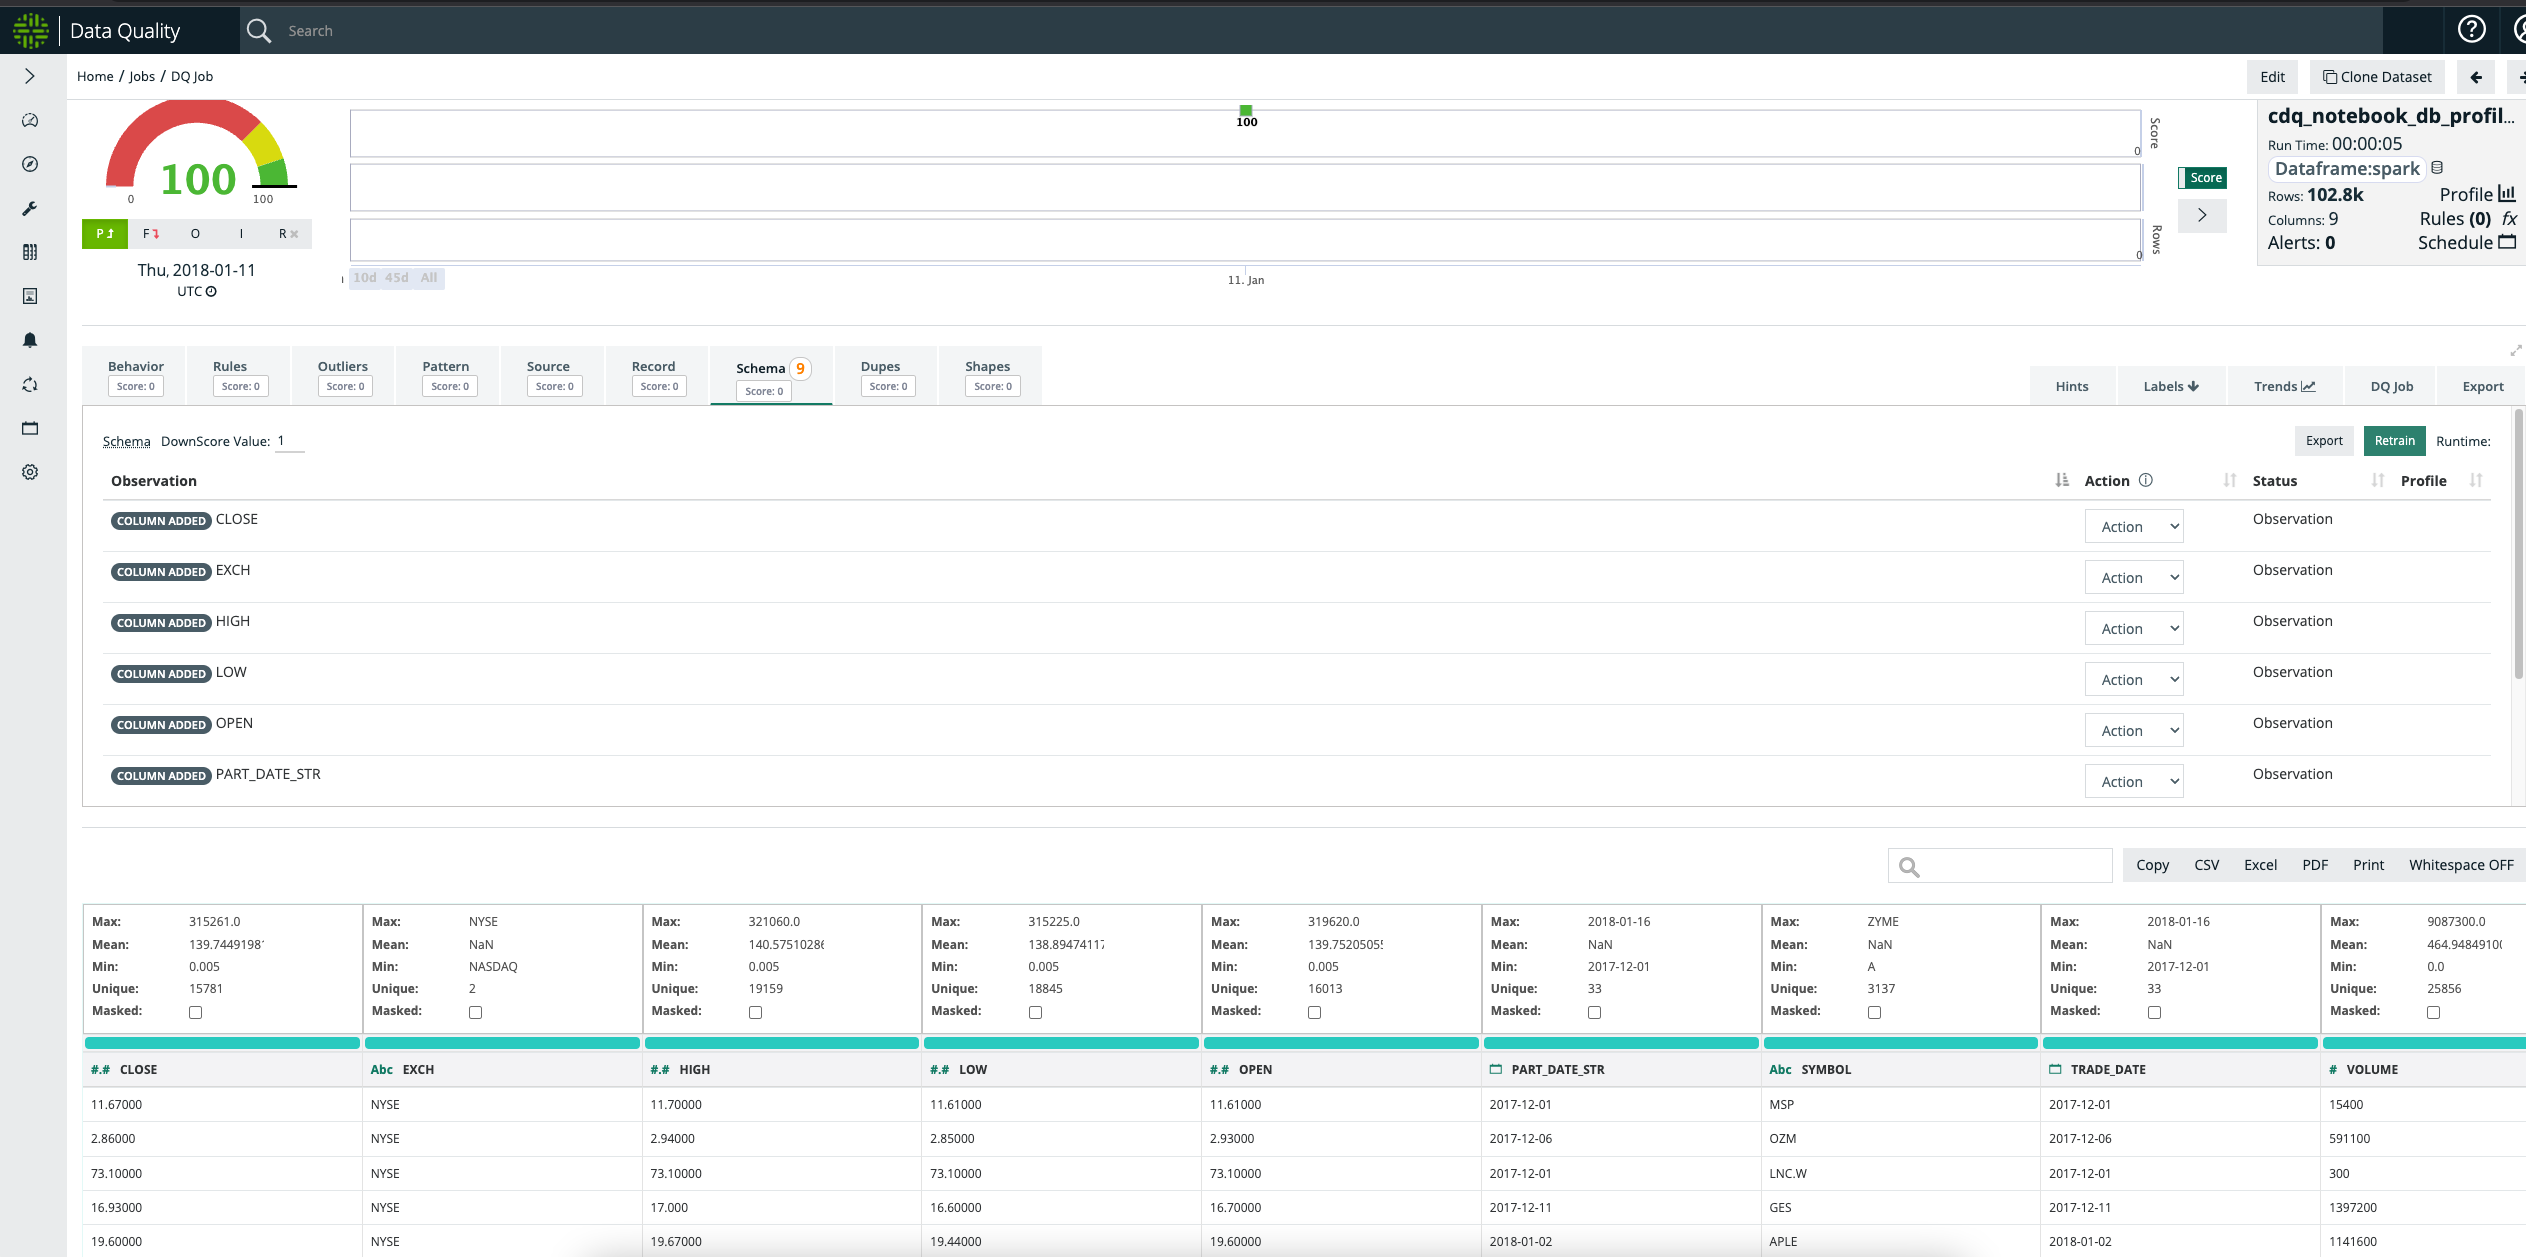 Data Quality
Search
Home / Jobs / DQ Job
Edit
Clone Dataset
100
0 100
P F O I R
Thu, 2018-01-11
UTC
100
Score
0
Rows
0
10d 45d All
11. Jan
Score
cdq_notebook_db_profil...
Run Time: 00:00:05
Dataframe:spark
Rows: 102.8k Profile
Columns: 9 Rules (0) fx
Alerts: 0 Schedule
Behavior Rules Outliers Pattern Source Record Schema 9 Dupes Shapes
Score: 0 Score: 0 Score: 0 Score: 0 Score: 0 Score: 0 Score: 0 Score: 0 Score: 0
Hints Labels Trends DQ Job Export
Schema DownScore Value: 1
Export Retrain Runtime:
Observation Action Status Profile
COLUMN ADDED CLOSE Action Observation
COLUMN ADDED EXCH Action Observation
COLUMN ADDED HIGH Action Observation
COLUMN ADDED LOW Action Observation
COLUMN ADDED OPEN Action Observation
COLUMN ADDED PART_DATE_STR Action Observation
Copy CSV Excel PDF Print Whitespace OFF
Max: 315261.0 Max: NYSE Max: 321060.0 Max: 315225.0 Max: 319620.0 Max: 2018-01-16 Max: ZYME Max: 2018-01-16 Max: 9087300.0
Mean: 139.7449198 Mean: NaN Mean: 140.5751028 Mean: 138.8947411 Mean: 139.7520505 Mean: NaN Mean: NaN Mean: NaN Mean: 464.9484910
Min: 0.005 Min: NASDAQ Min: 0.005 Min: 0.005 Min: 0.005 Min: 2017-12-01 Min: A Min: 2017-12-01 Min: 0.0
Unique: 15781 Unique: 2 Unique: 19159 Unique: 18845 Unique: 16013 Unique: 33 Unique: 3137 Unique: 33 Unique: 25856
Masked: Masked: Masked: Masked: Masked: Masked: Masked: Masked: Masked:
#.# CLOSE Abc EXCH #.# HIGH #.# LOW #.# OPEN PART_DATE_STR Abc SYMBOL TRADE_DATE # VOLUME
11.67000 NYSE 11.70000 11.61000 11.61000 2017-12-01 MSP 2017-12-01 15400
2.86000 NYSE 2.94000 2.85000 2.93000 2017-12-06 OZM 2017-12-06 591100
73.10000 NYSE 73.10000 73.10000 73.10000 2017-12-01 LNC.W 2017-12-01 300
16.93000 NYSE 17.000 16.60000 16.70000 2017-12-11 GES 2017-12-11 1397200
19.60000 NYSE 19.67000 19.44000 19.60000 2018-01-02 APLE 2018-01-02 1141600